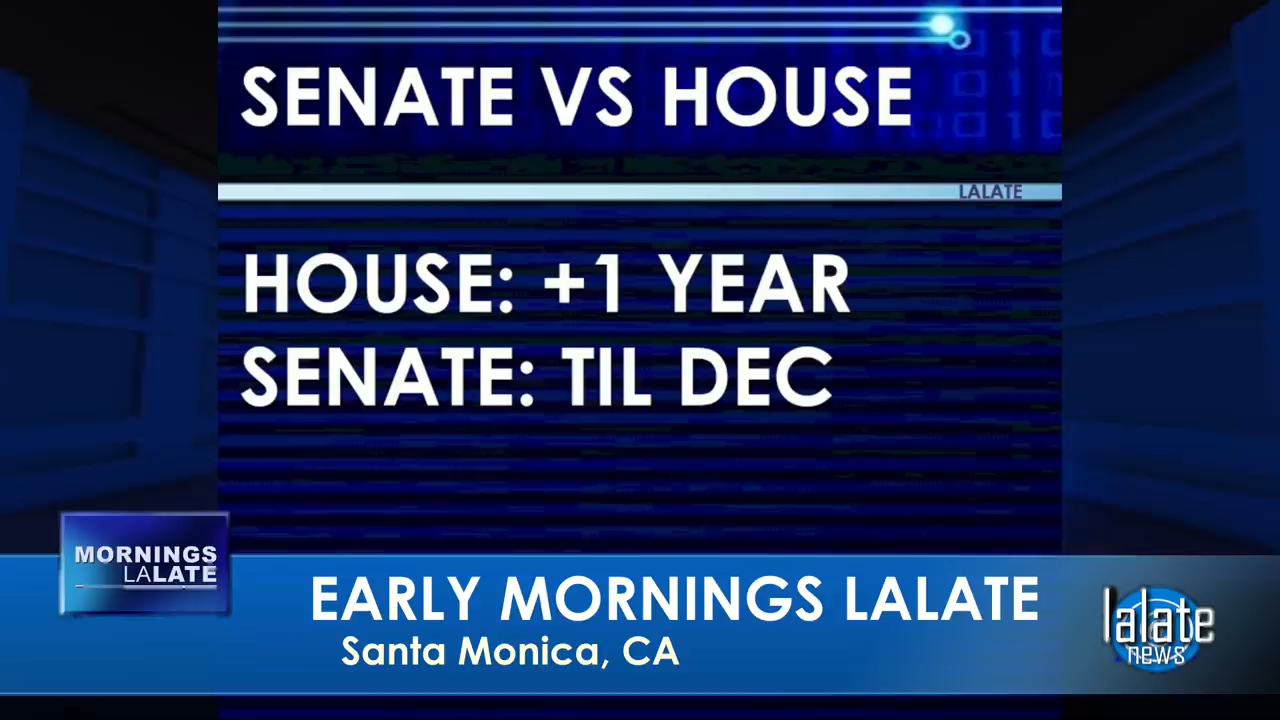 SENATE VS HOUSE
LALATE
HOUSE: +1 YEAR
SENATE: TIL DEC
MORNINGS
LALATE
EARLY MORNINGS LALATE
Santa Monica, CA
lalate
news